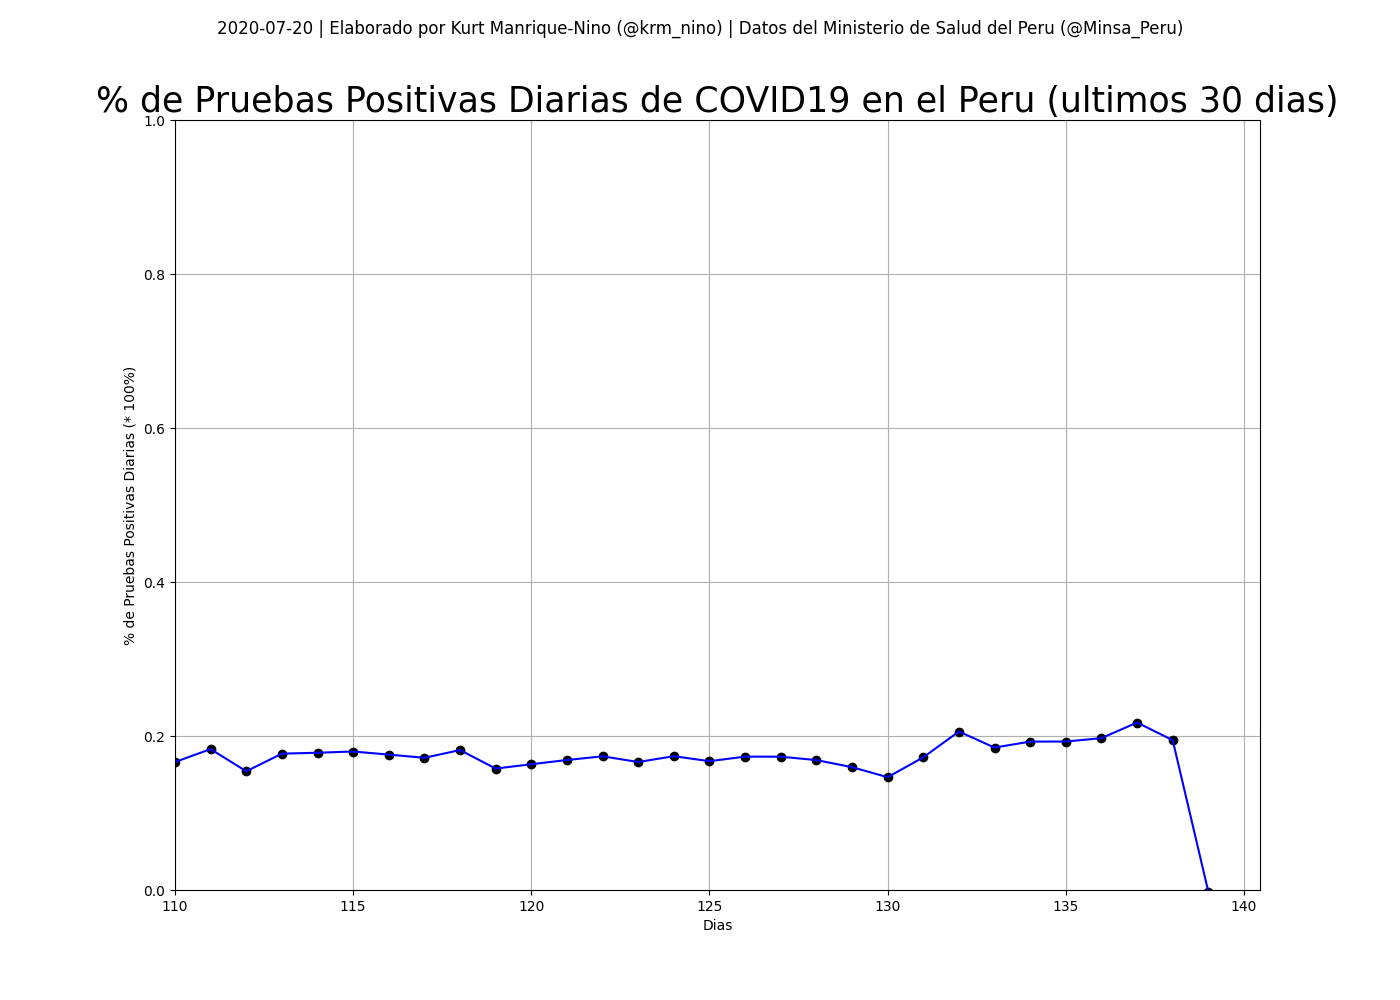 2020-07-20 | Elaborado por Kurt Manrique-Nino (@krm_nino) | Datos del Ministerio de Salud del Peru (@Minsa_Peru)
% de Pruebas Positivas Diarias de COVID19 en el Peru (ultimos 30 dias)
1.0
0.8
0.6
0.4
0.2
0.0
% de Pruebas Positivas Diarias (* 100%)
110 115 120 125 130 135 140
Dias